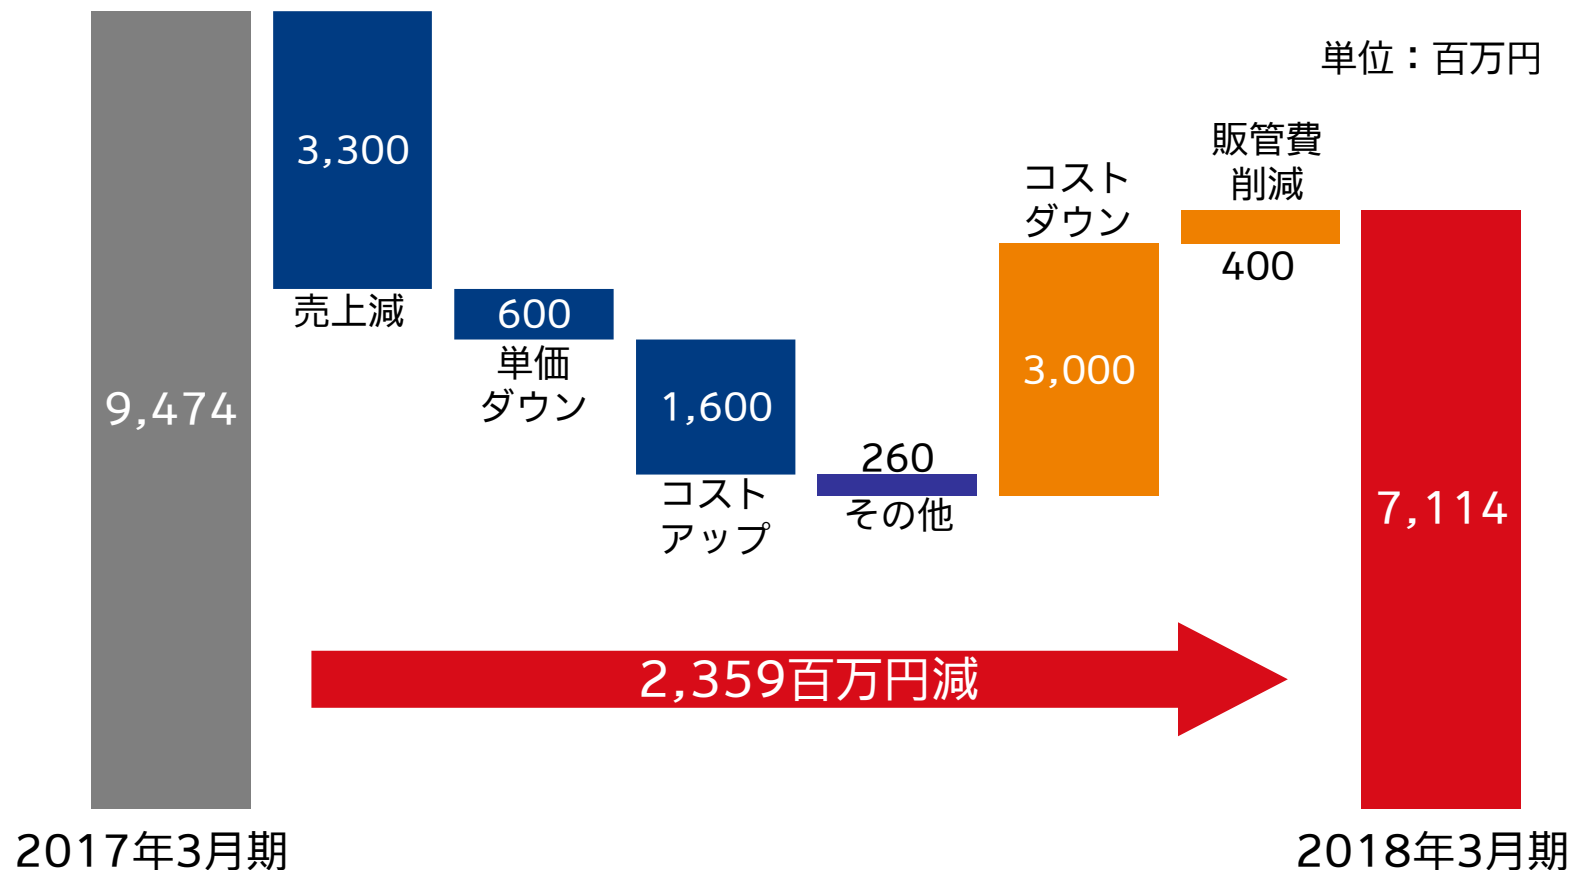 単位：百万円
9,474
3,300
売上減
600
単価
ダウン
1,600
コスト
アップ
260
その他
コスト
ダウン
3,000
販管費
削減
400
7,114
2,359百万円減
2017年3月期
2018年3月期